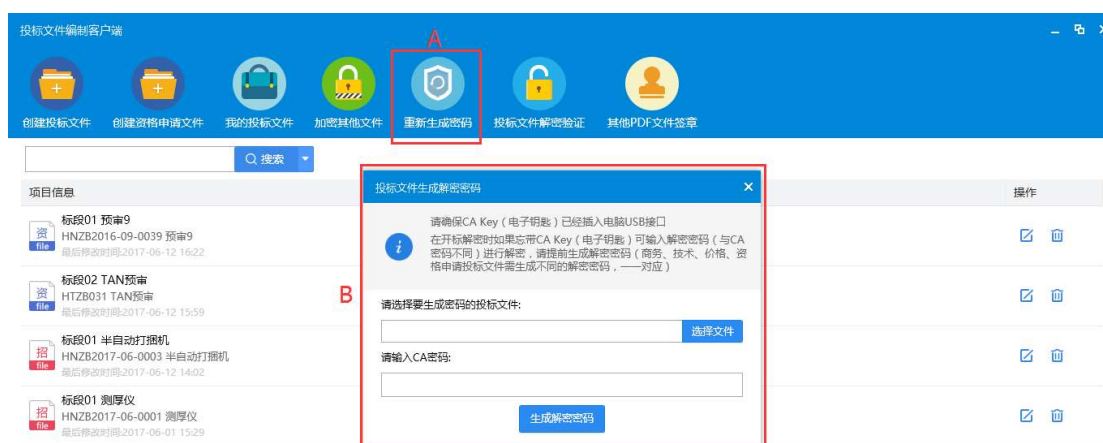 投标文件编制客户端
A
创建投标文件 创建资格申请文件 我的投标文件 加密其他文件 重新生成密码 投标文件解密验证 其他PDF文件签章
搜索
项目信息 操作
投标文件生成解密密码
请确保CA Key（电子钥匙）已经插入电脑USB接口
在开标解密时如果忘带CA Key（电子钥匙）可输入解密密码（与CA
密码不同）进行解密，请提前生成解密密码（商务、技术、价格、资
格申请投标文件需生成不同的解密密码，一一对应）
B
请选择要生成密码的投标文件:
选择文件
请输入CA密码:
生成解密密码
资
file
标段01 预审9
HNZB2016-09-0039 预审9
最后修改时间:2017-06-12 16:22
资
file
标段02 TAN预审
HTZB031 TAN预审
最后修改时间:2017-06-12 15:59
招
file
标段01 半自动打捆机
HNZB2017-06-0003 半自动打捆机
最后修改时间:2017-06-12 14:02
招
file
标段01 测厚仪
HNZB2017-06-0001 测厚仪
最后修改时间:2017-06-01 15:29